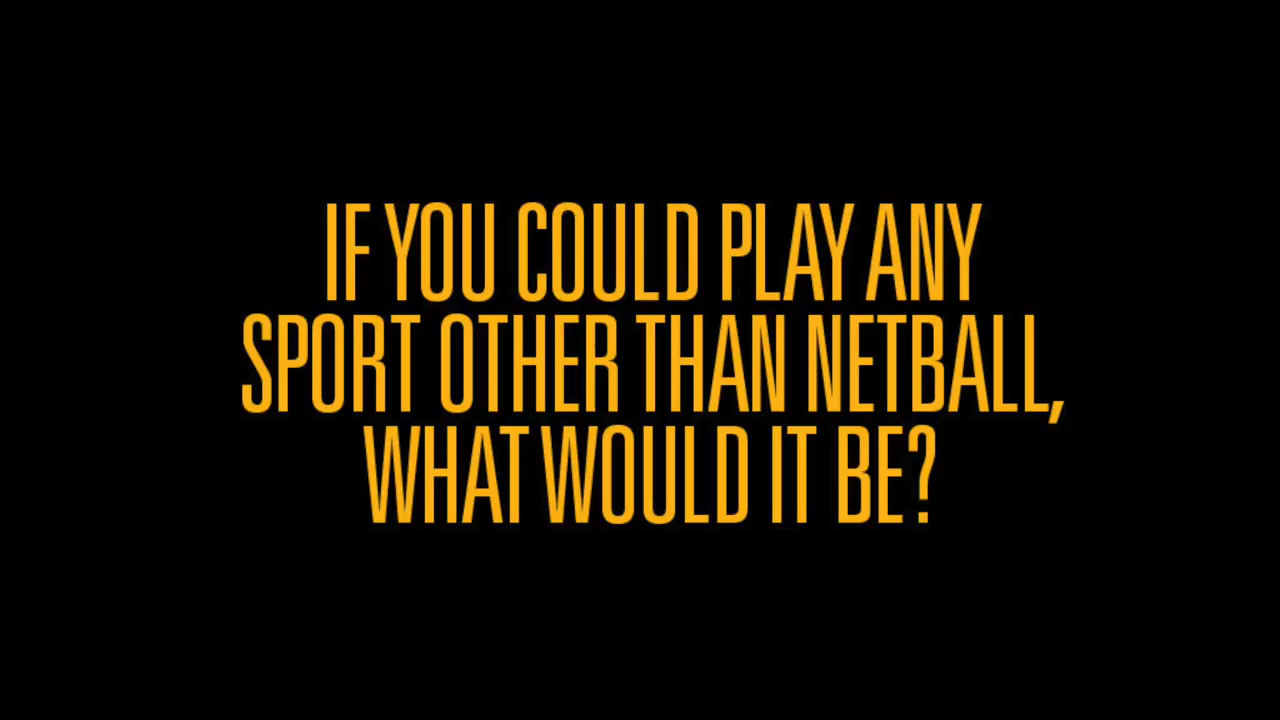 IF YOU COULD PLAY ANY
SPORT OTHER THAN NETBALL,
WHAT WOULD IT BE?